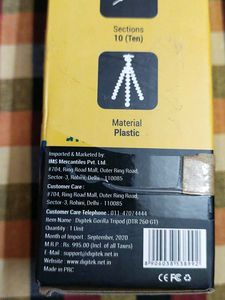 Sections
10 (Ten)
Material
Plastic
Imported & Marketed by
IMS Mercantiles Pvt. Ltd.
#704, Ring Road Mall, Outer Ring Road,
Sector-3, Rohini, Delhi - 110085
Customer Care :
#704, Ring Road Mall, Outer Ring Road,
Sector-3, Rohini, Delhi - 110085
Customer Care Telephone : 011-47074444
Commodity : Digitek Gorilla Tripod (DTR 260 GT)
Quantity : 1 Unit
Month of Import : September, 2020
M.R.P. : Rs. 995.00 (Incl. of all Taxes)
E-mail : support@digitek.net.in
Website : www.digitek.net.in
Made in PRC